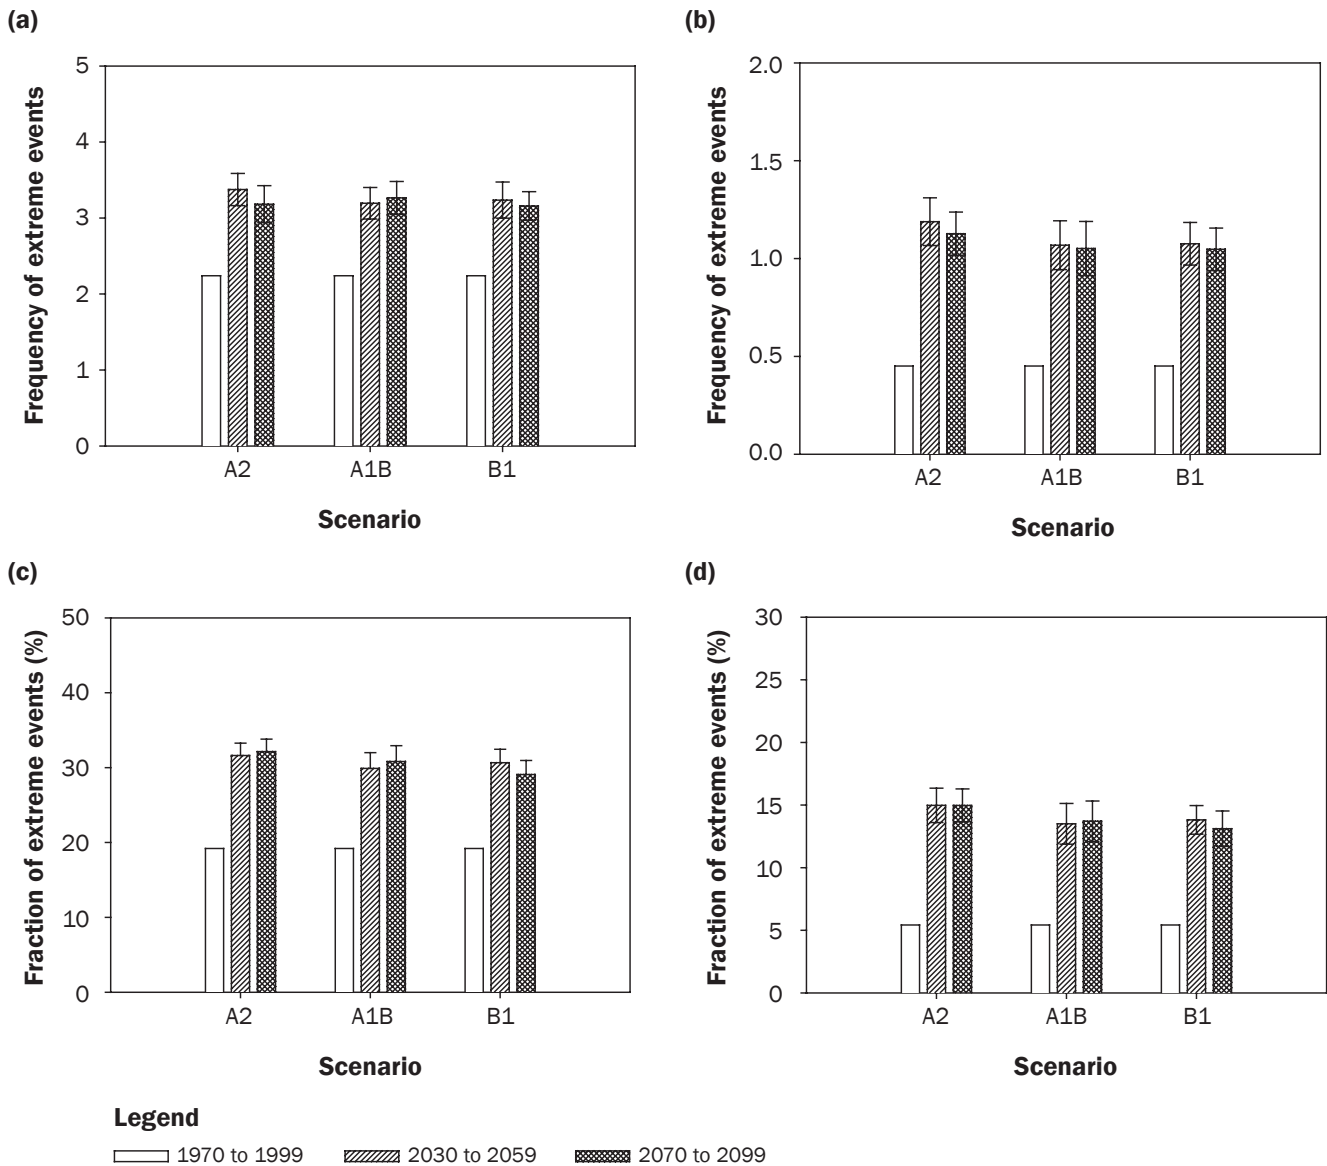 (a)
5
4
3
2
1
0
Frequency of extreme events
A2 A1B B1
Scenario
(b)
2.0
1.5
1.0
0.5
0.0
Frequency of extreme events
A2 A1B B1
Scenario
(c)
50
40
30
20
10
0
Fraction of extreme events (%)
A2 A1B B1
Scenario
(d)
30
25
20
15
10
5
0
Fraction of extreme events (%)
A2 A1B B1
Scenario
Legend
1970 to 1999 2030 to 2059 2070 to 2099